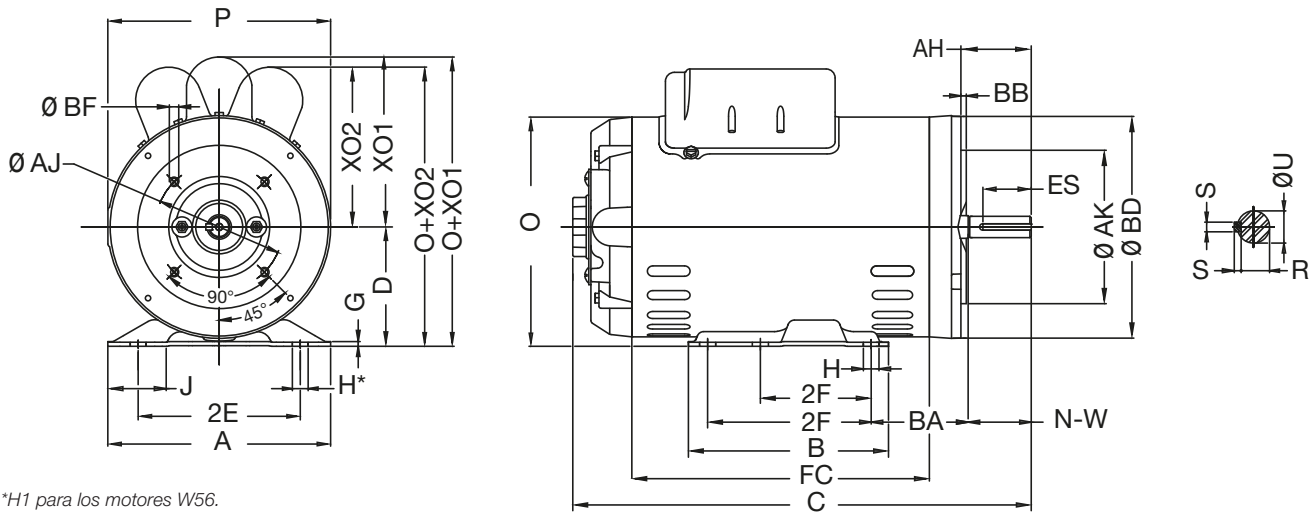 P
Ø BF
Ø AJ
XO2
XO1
O+XO2
O+XO1
G
D
90°
45°
J
H*
2E
A
*H1 para los motores W56.
AH
BB
ES
O
Ø AK
Ø BD
H
2F
2F
BA
N-W
B
FC
C
S
ØU
S
R